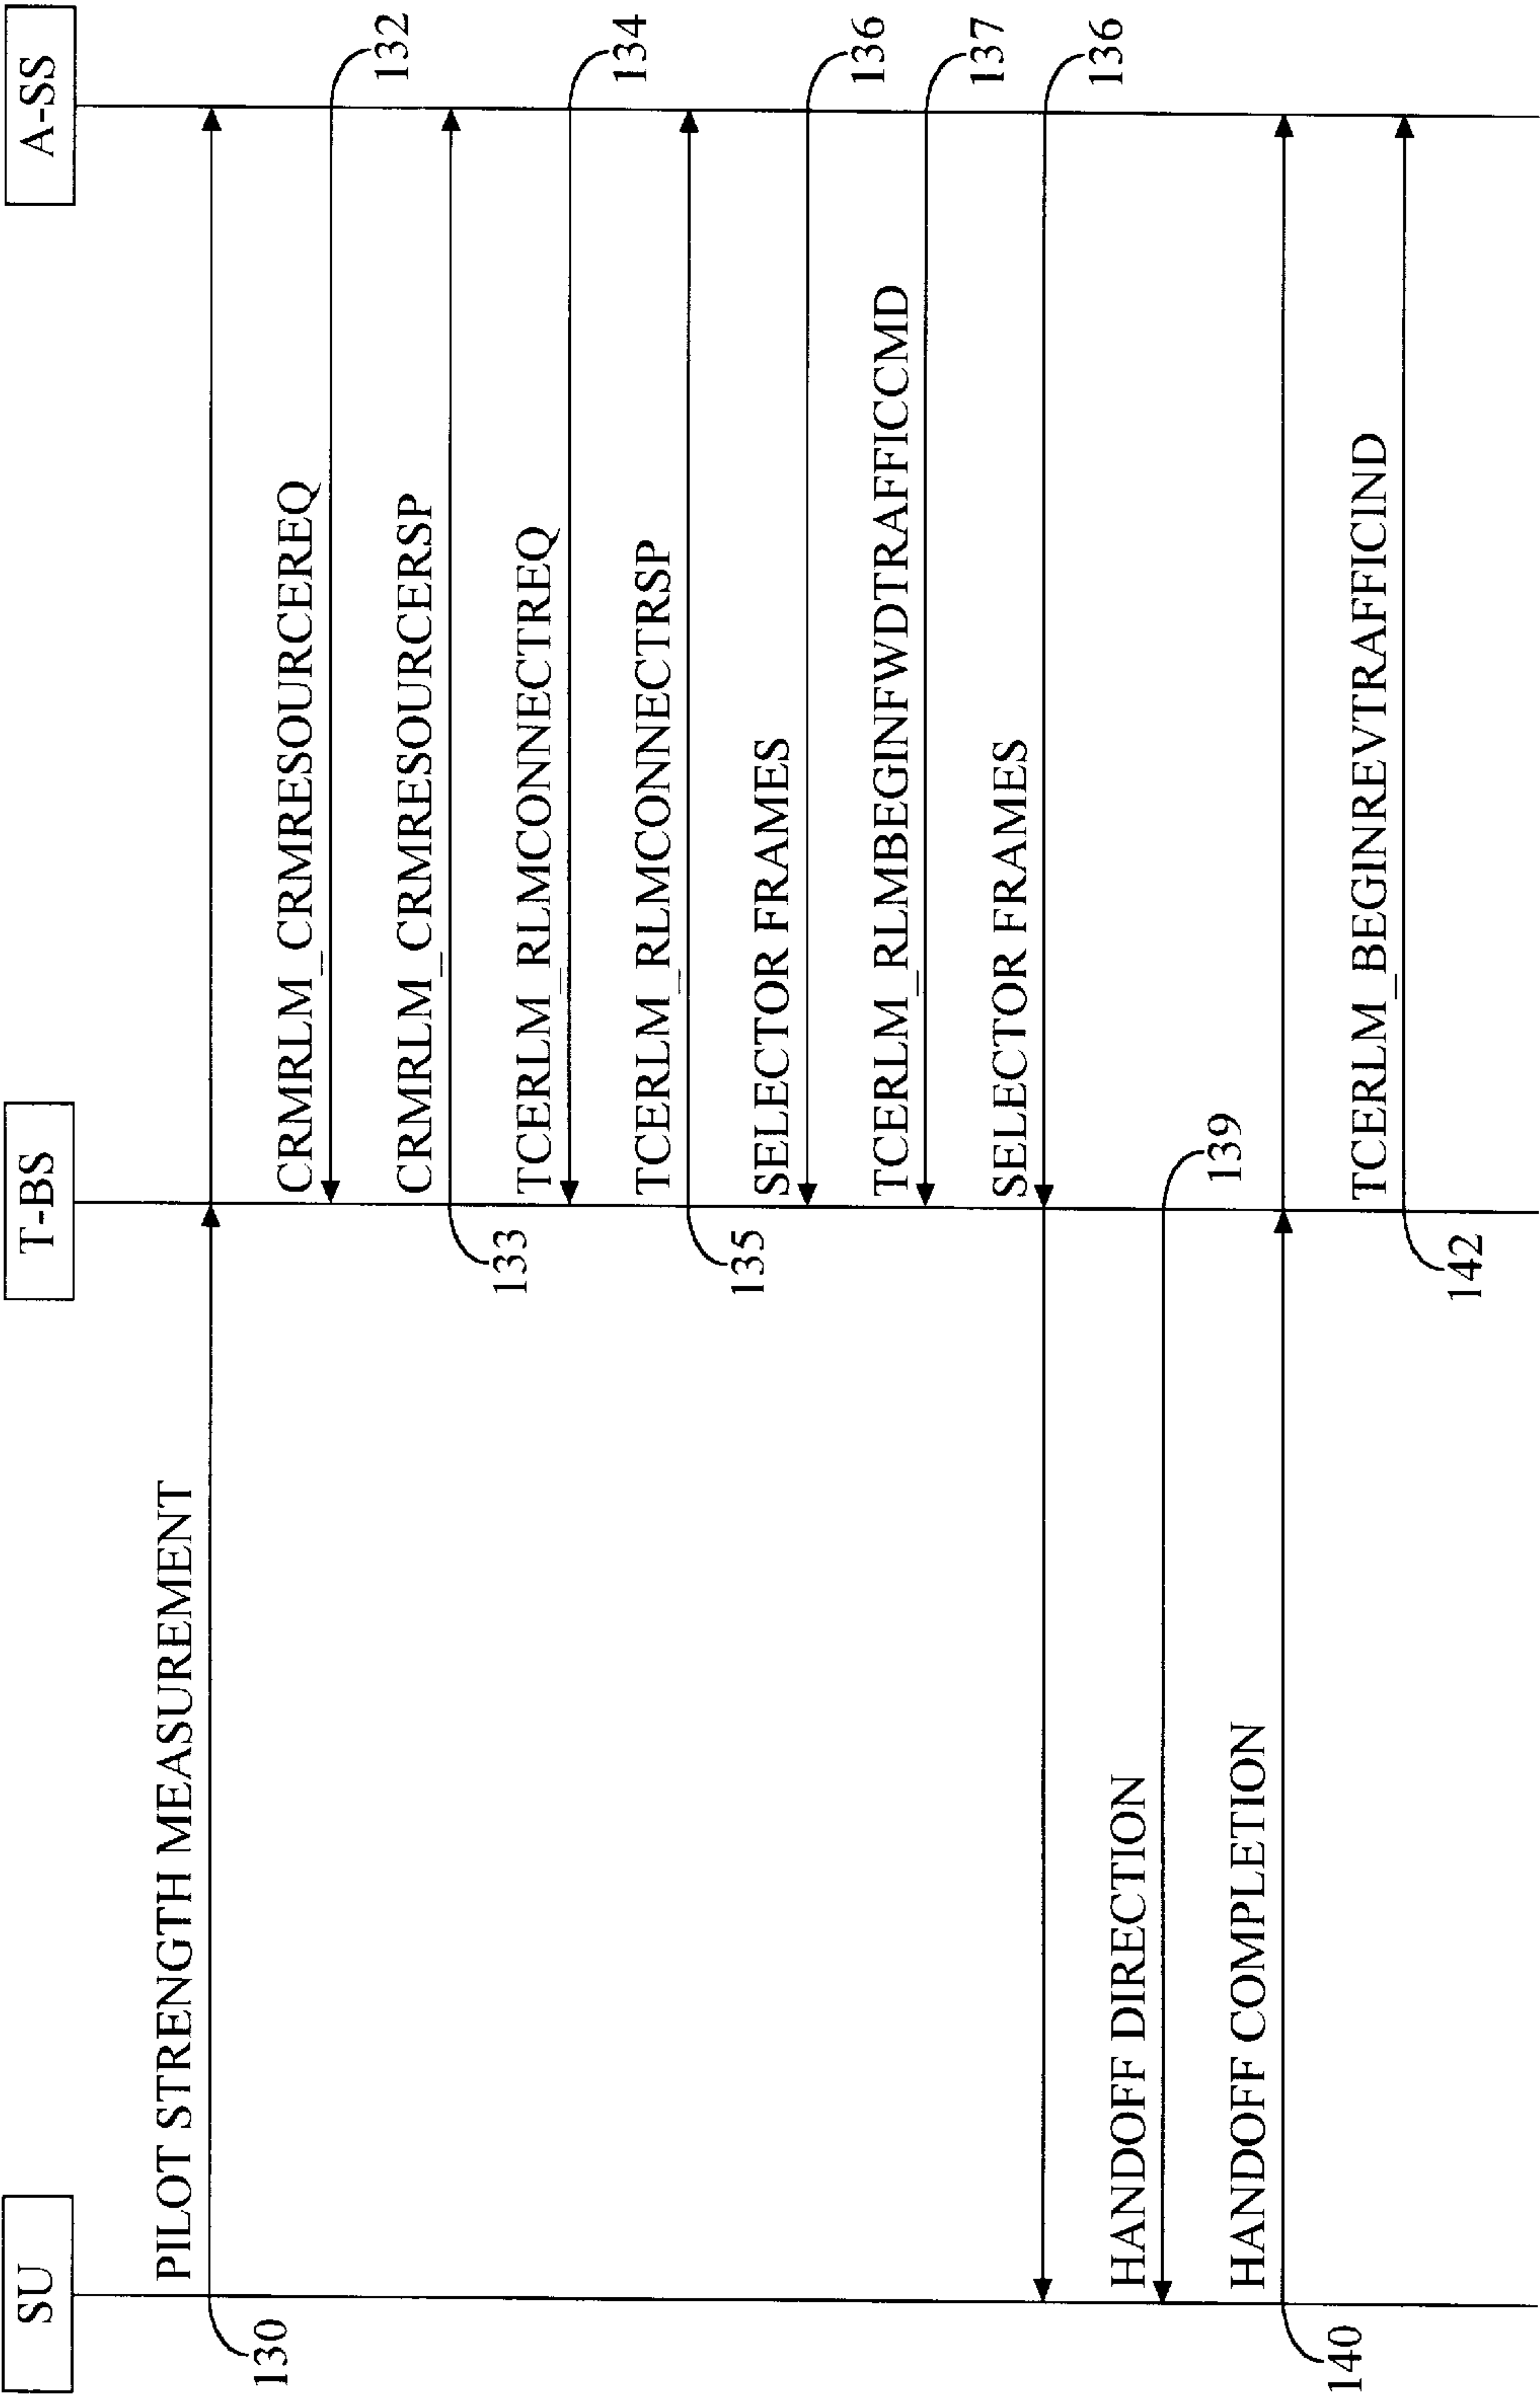 SU
T-BS
A-SS
PILOT STRENGTH MEASUREMENT
130
CRMRLM_CRMRESOURCEREQ
132
CRMRLM_CRMRESOURCERSP
133
TCERLM_RLMCONNECTREQ
134
TCERLM_RLMCONNECTRSP
135
SELECTOR FRAMES
136
TCERLM_RLMBEGINFWDTRAFFICCMD
137
SELECTOR FRAMES
136
HANDOFF DIRECTION
139
HANDOFF COMPLETION
140
TCERLM_BEGINREVTRAFFICIND
142